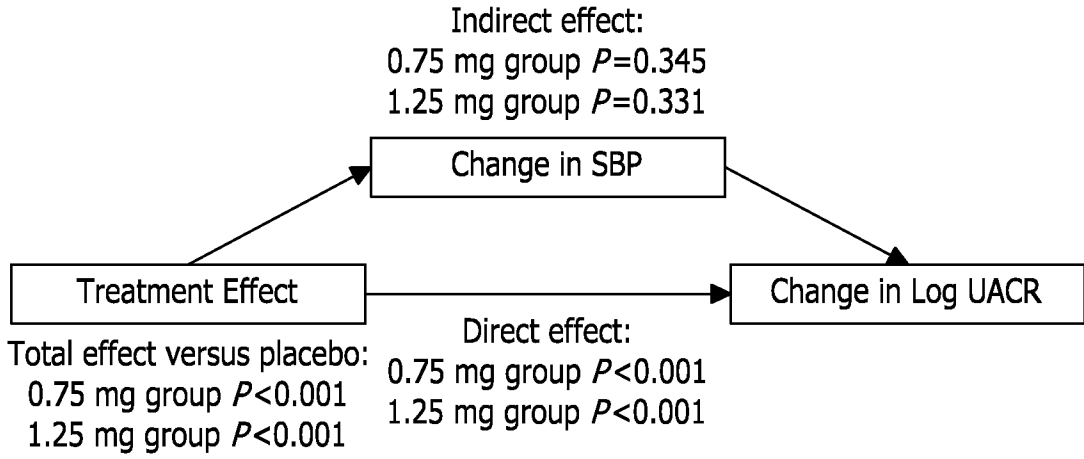 Indirect effect:
0.75 mg group P=0.345
1.25 mg group P=0.331
Change in SBP
Treatment Effect
Change in Log UACR
Total effect versus placebo:
0.75 mg group P<0.001
1.25 mg group P<0.001
Direct effect:
0.75 mg group P<0.001
1.25 mg group P<0.001